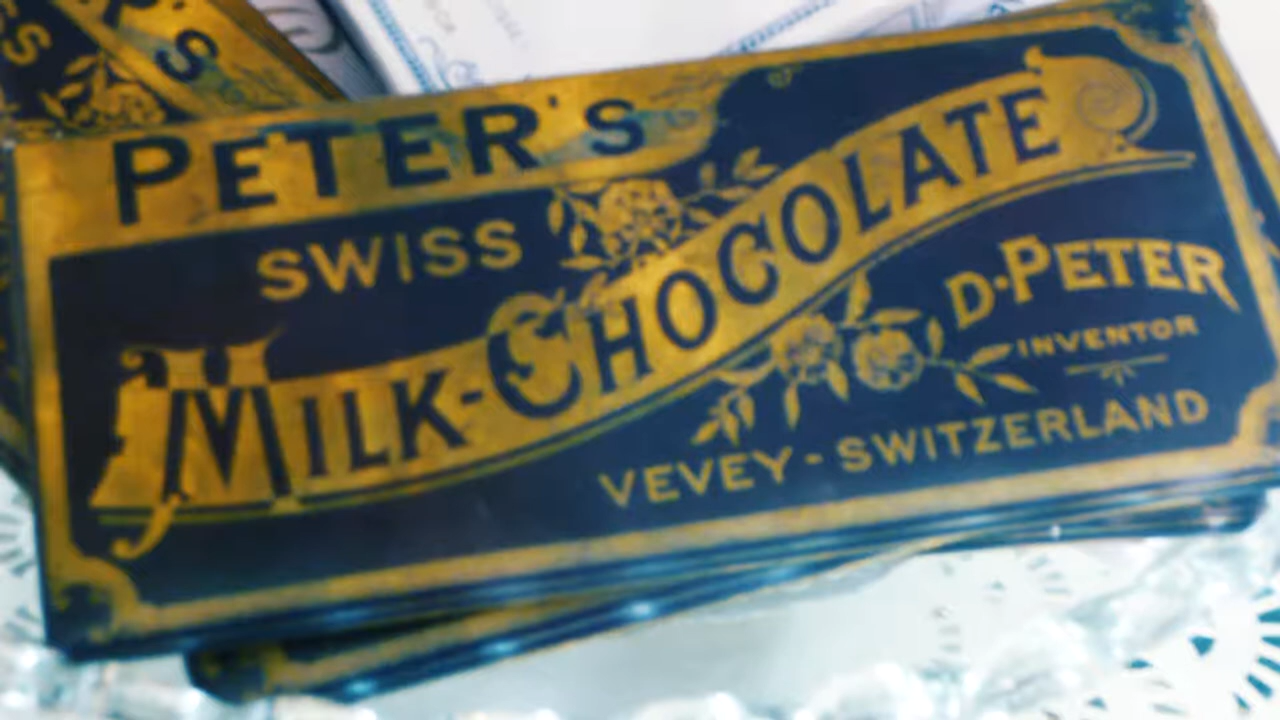 PETER'S
SWISS
MILK-CHOCOLATE
D. PETER
INVENTOR
VEVEY-SWITZERLAND